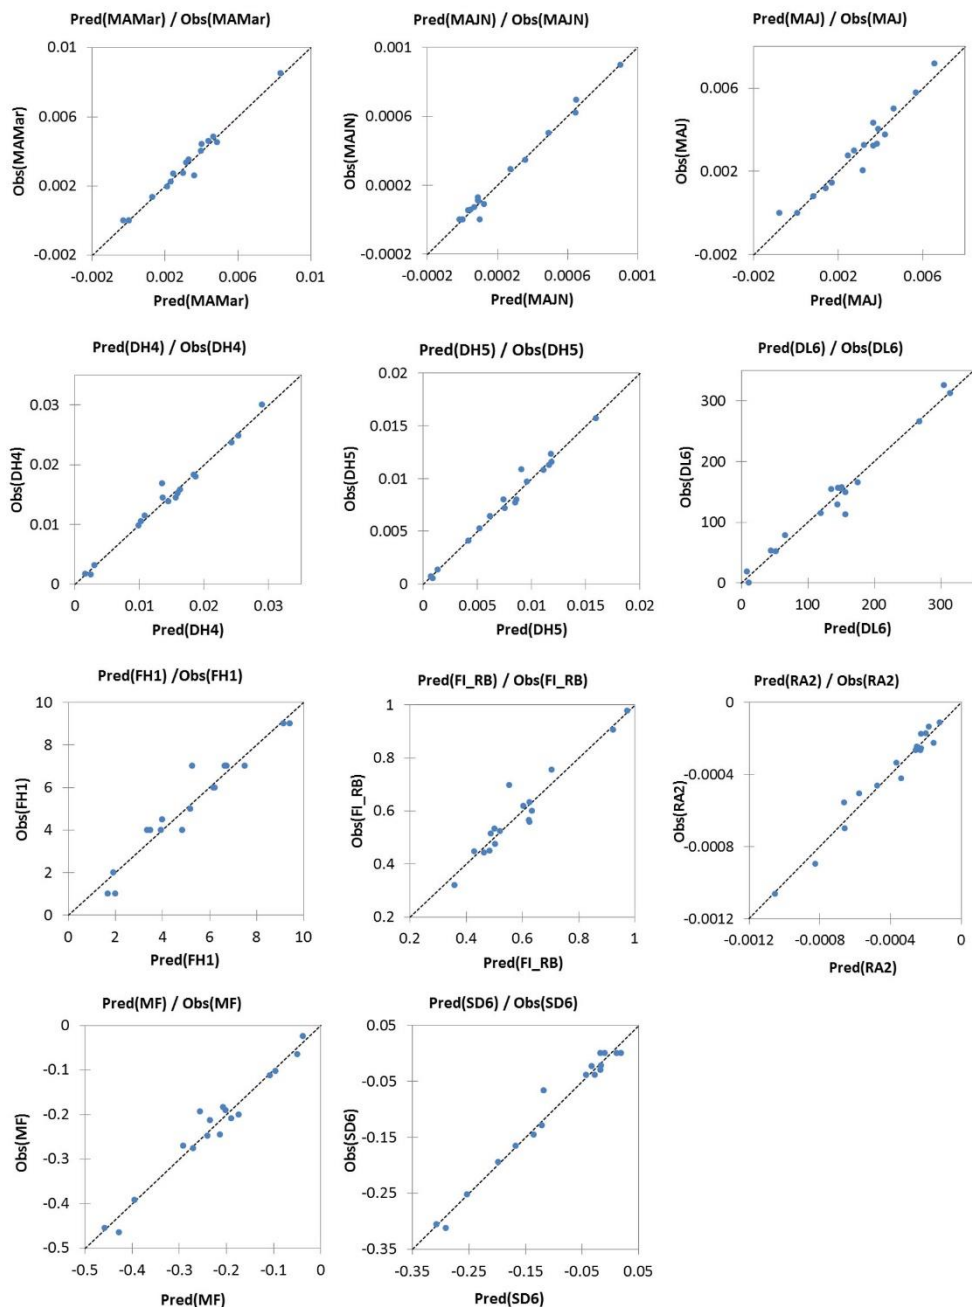 Pred(MAMar) / Obs(MAMar)
0.01
0.006
0.002
-0.002
-0.002 0.002 0.006 0.01
Obs(MAMar)
Pred(MAMar)
Pred(MAJN) / Obs(MAJN)
0.001
0.0006
0.0002
-0.0002
-0.0002 0.0002 0.0006 0.001
Obs(MAJN)
Pred(MAJN)
Pred(MAJ) / Obs(MAJ)
0.006
0.002
-0.002
-0.002 0.002 0.006
Obs(MAJ)
Pred(MAJ)
Pred(DH4) / Obs(DH4)
0.03
0.02
0.01
0
0 0.01 0.02 0.03
Obs(DH4)
Pred(DH4)
Pred(DH5) / Obs(DH5)
0.02
0.015
0.01
0.005
0
0 0.005 0.01 0.015 0.02
Obs(DH5)
Pred(DH5)
Pred(DL6) / Obs(DL6)
300
200
100
0
0 100 200 300
Obs(DL6)
Pred(DL6)
Pred(FH1) /Obs(FH1)
10
8
6
4
2
0
0 2 4 6 8 10
Obs(FH1)
Pred(FH1)
Pred(FI_RB) / Obs(FI_RB)
1
0.8
0.6
0.4
0.2
0.2 0.4 0.6 0.8 1
Obs(FI_RB)
Pred(FI_RB)
Pred(RA2) / Obs(RA2)
0
-0.0004
-0.0008
-0.0012
-0.0012 -0.0008 -0.0004 0
Obs(RA2)
Pred(RA2)
Pred(MF) / Obs(MF)
0
-0.1
-0.2
-0.3
-0.4
-0.5
-0.5 -0.4 -0.3 -0.2 -0.1 0
Obs(MF)
Pred(MF)
Pred(SD6) / Obs(SD6)
0.05
-0.05
-0.15
-0.25
-0.35
-0.35 -0.25 -0.15 -0.05 0.05
Obs(SD6)
Pred(SD6)